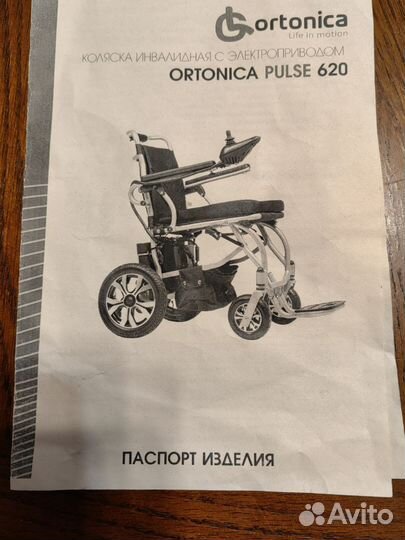 ortonica
Life in motion
КОЛЯСКА ИНВАЛИДНАЯ С ЭЛЕКТРОПРИВОДОМ
ORTONICA PULSE 620
ПАСПОРТ ИЗДЕЛИЯ
Avito